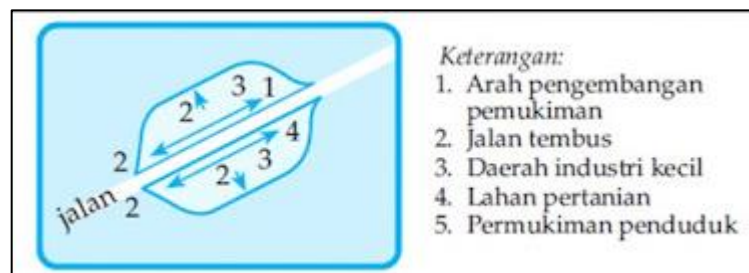 3 1
2
4
2
3
2
jalan 2
Keterangan:
1. Arah pengembangan
pemukiman
2. Jalan tembus
3. Daerah industri kecil
4. Lahan pertanian
5. Permukiman penduduk